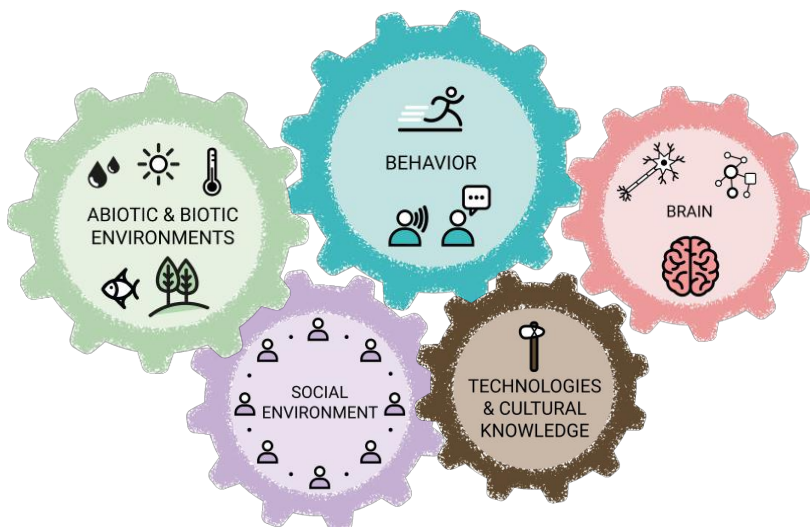 BEHAVIOR
ABIOTIC & BIOTIC
ENVIRONMENTS
BRAIN
SOCIAL
ENVIRONMENT
TECHNOLOGIES
& CULTURAL
KNOWLEDGE